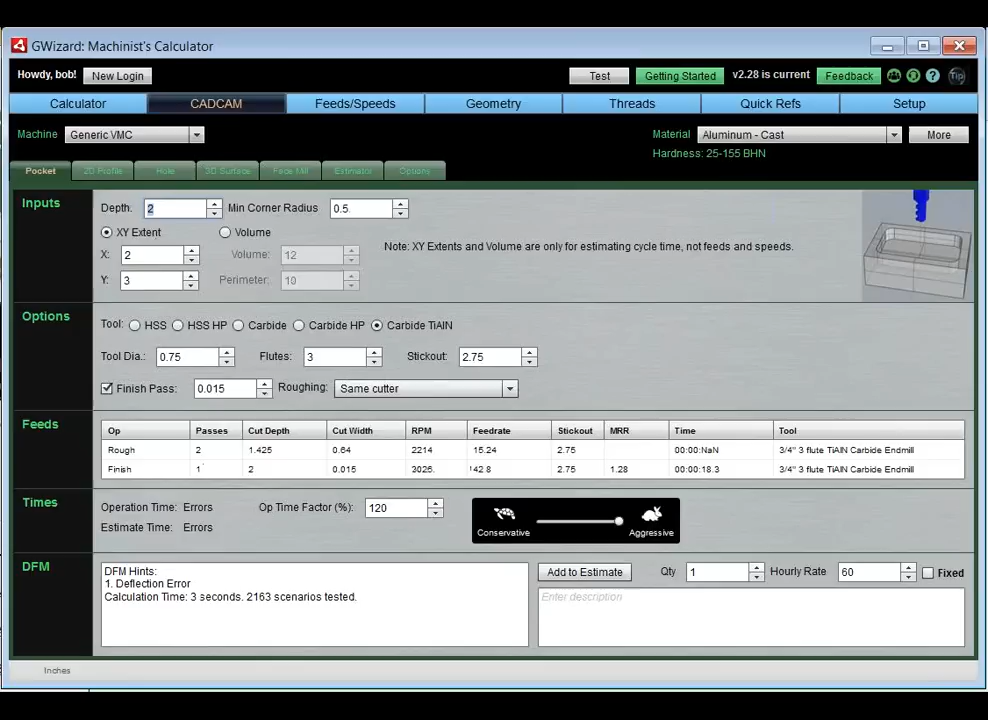 GWizard: Machinist's Calculator
Howdy, bob! New Login Test Getting Started v2.28 is current Feedback ? Tip
Calculator CADCAM Feeds/Speeds Geometry Threads Quick Refs Setup
Machine Generic VMC Material Aluminum - Cast More
Hardness: 25-155 BHN
Pocket 2D Profile Hole 3D Surface Face Mill Estimator Options
Inputs
Depth: 2 Min Corner Radius 0.5
XY Extent Volume
X: 2 Volume: 12 Note: XY Extents and Volume are only for estimating cycle time, not feeds and speeds.
Y: 3 Perimeter: 10
Options
Tool: HSS HSS HP Carbide Carbide HP Carbide TiAlN
Tool Dia.: 0.75 Flutes: 3 Stickout: 2.75
Finish Pass: 0.015 Roughing: Same cutter
Feeds
Op Passes Cut Depth Cut Width RPM Feedrate Stickout MRR Time Tool
Rough 2 1.425 0.64 2214 15.24 2.75 00:00:NaN 3/4" 3 flute TiAlN Carbide Endmill
Finish 1 2 0.015 3025. 42.8 2.75 1.28 00:00:18.3 3/4" 3 flute TiAlN Carbide Endmill
Times
Operation Time: Errors Op Time Factor (%): 120
Estimate Time: Errors Conservative Aggressive
DFM
DFM Hints:
1. Deflection Error
Calculation Time: 3 seconds. 2163 scenarios tested.
Add to Estimate Qty 1 Hourly Rate 60 Fixed
Enter description
Inches